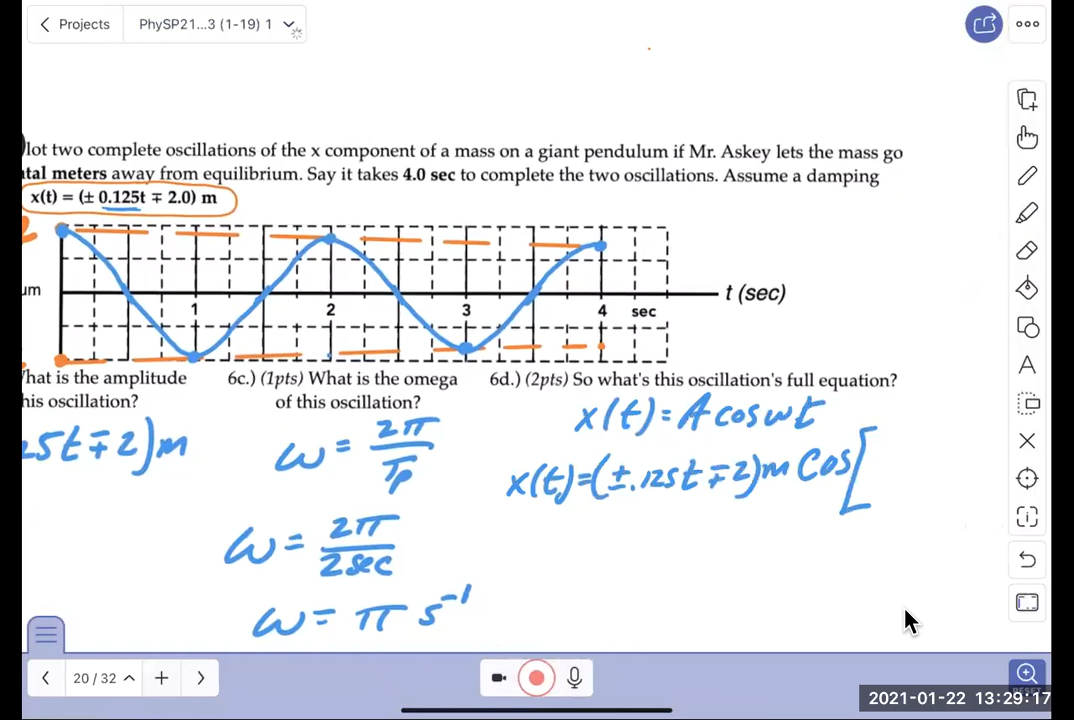 Projects
PhySP21...3 (1-19) 1
lot two complete oscillations of the x component of a mass on a giant pendulum if Mr. Askey lets the mass go
tal meters away from equilibrium. Say it takes 4.0 sec to complete the two oscillations. Assume a damping
x(t) = (± 0.125t ∓ 2.0) m
um
t (sec)
1
2
3
4
sec
hat is the amplitude
his oscillation?
6c.) (1pts) What is the omega
of this oscillation?
6d.) (2pts) So what's this oscillation's full equation?
25t ∓ 2)m
ω = 2π/Tp
ω = 2π/2sec
ω = π s⁻¹
x(t) = A cos ωt
x(t) = (±.125t ∓ 2)m Cos[
20 / 32
2021-01-22 13:29:17